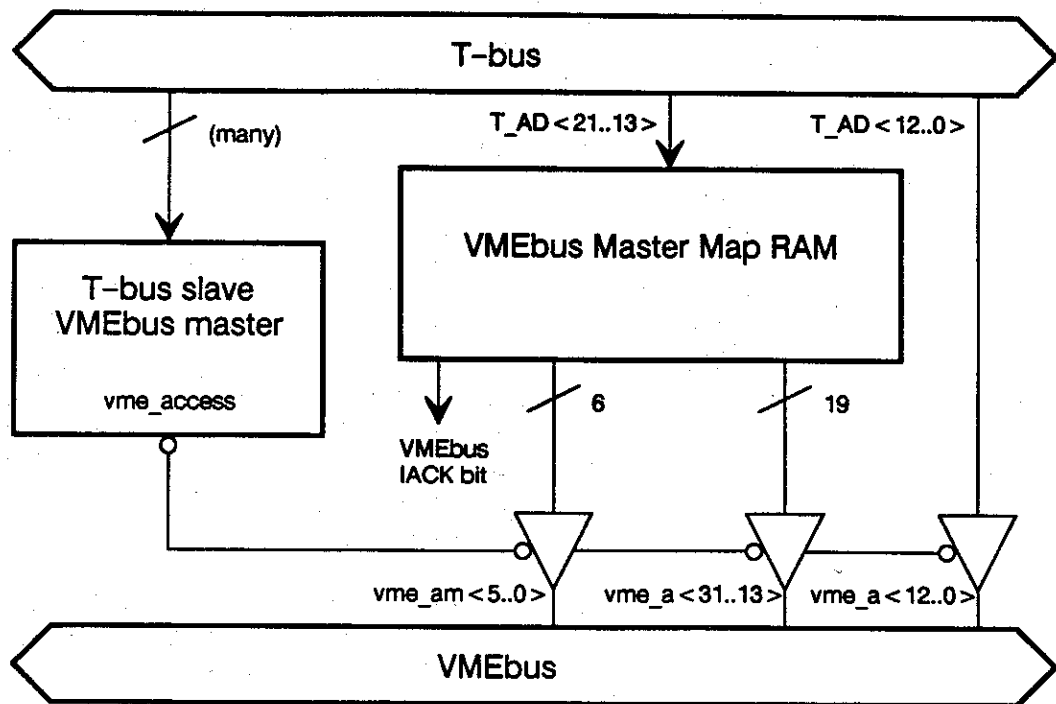 T-bus
(many)
T_AD<21..13>
T_AD<12..0>
VMEbus Master Map RAM
T-bus slave
VMEbus master
vme_access
6
19
VMEbus
IACK bit
vme_am<5..0>
vme_a<31..13>
vme_a<12..0>
VMEbus